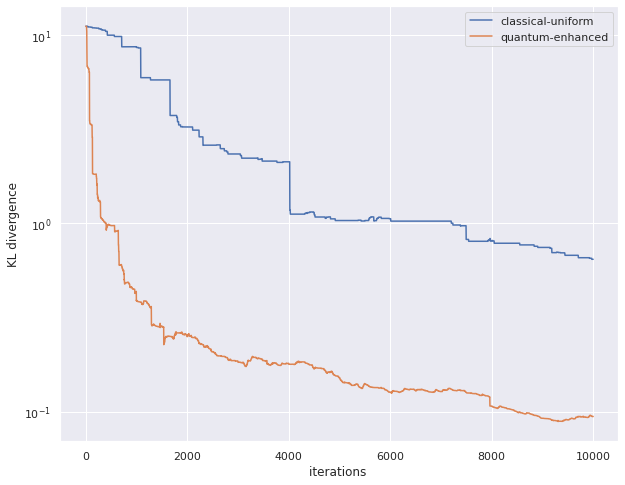 classical-uniform
quantum-enhanced
KL divergence
10¹
10⁰
10⁻¹
0 2000 4000 6000 8000 10000
iterations